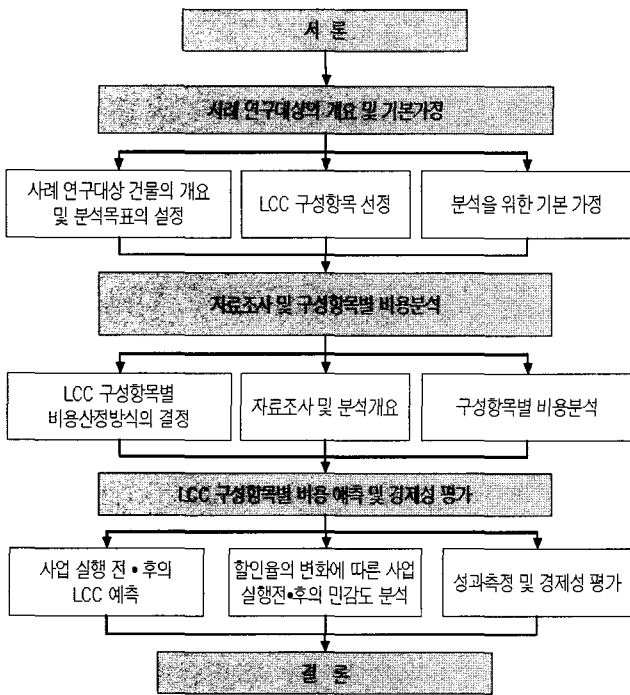 서 론
사례 연구대상의 개요 및 기본가정
사례 연구대상 건물의 개요
및 분석목표의 설정
LCC 구성항목 선정
분석을 위한 기본 가정
자료조사 및 구성항목별 비용분석
LCC 구성항목별
비용산정방식의 결정
자료조사 및 분석개요
구성항목별 비용분석
LCC 구성항목별 비용 예측 및 경제성 평가
사업 실행 전·후의
LCC 예측
할인율의 변화에 따른 사업
실행전·후의 민감도 분석
성과측정 및 경제성 평가
결 론